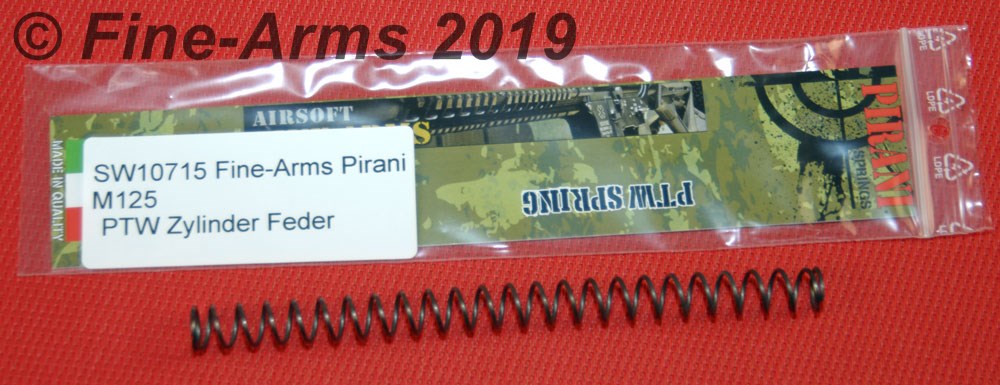 © Fine-Arms 2019
AIRSOFT
SW10715 Fine-Arms Pirani
M125
PTW Zylinder Feder
MADE IN
QUALITY
PTW SPRING
PIRANI
SPRINGS
LDPE
LDPE